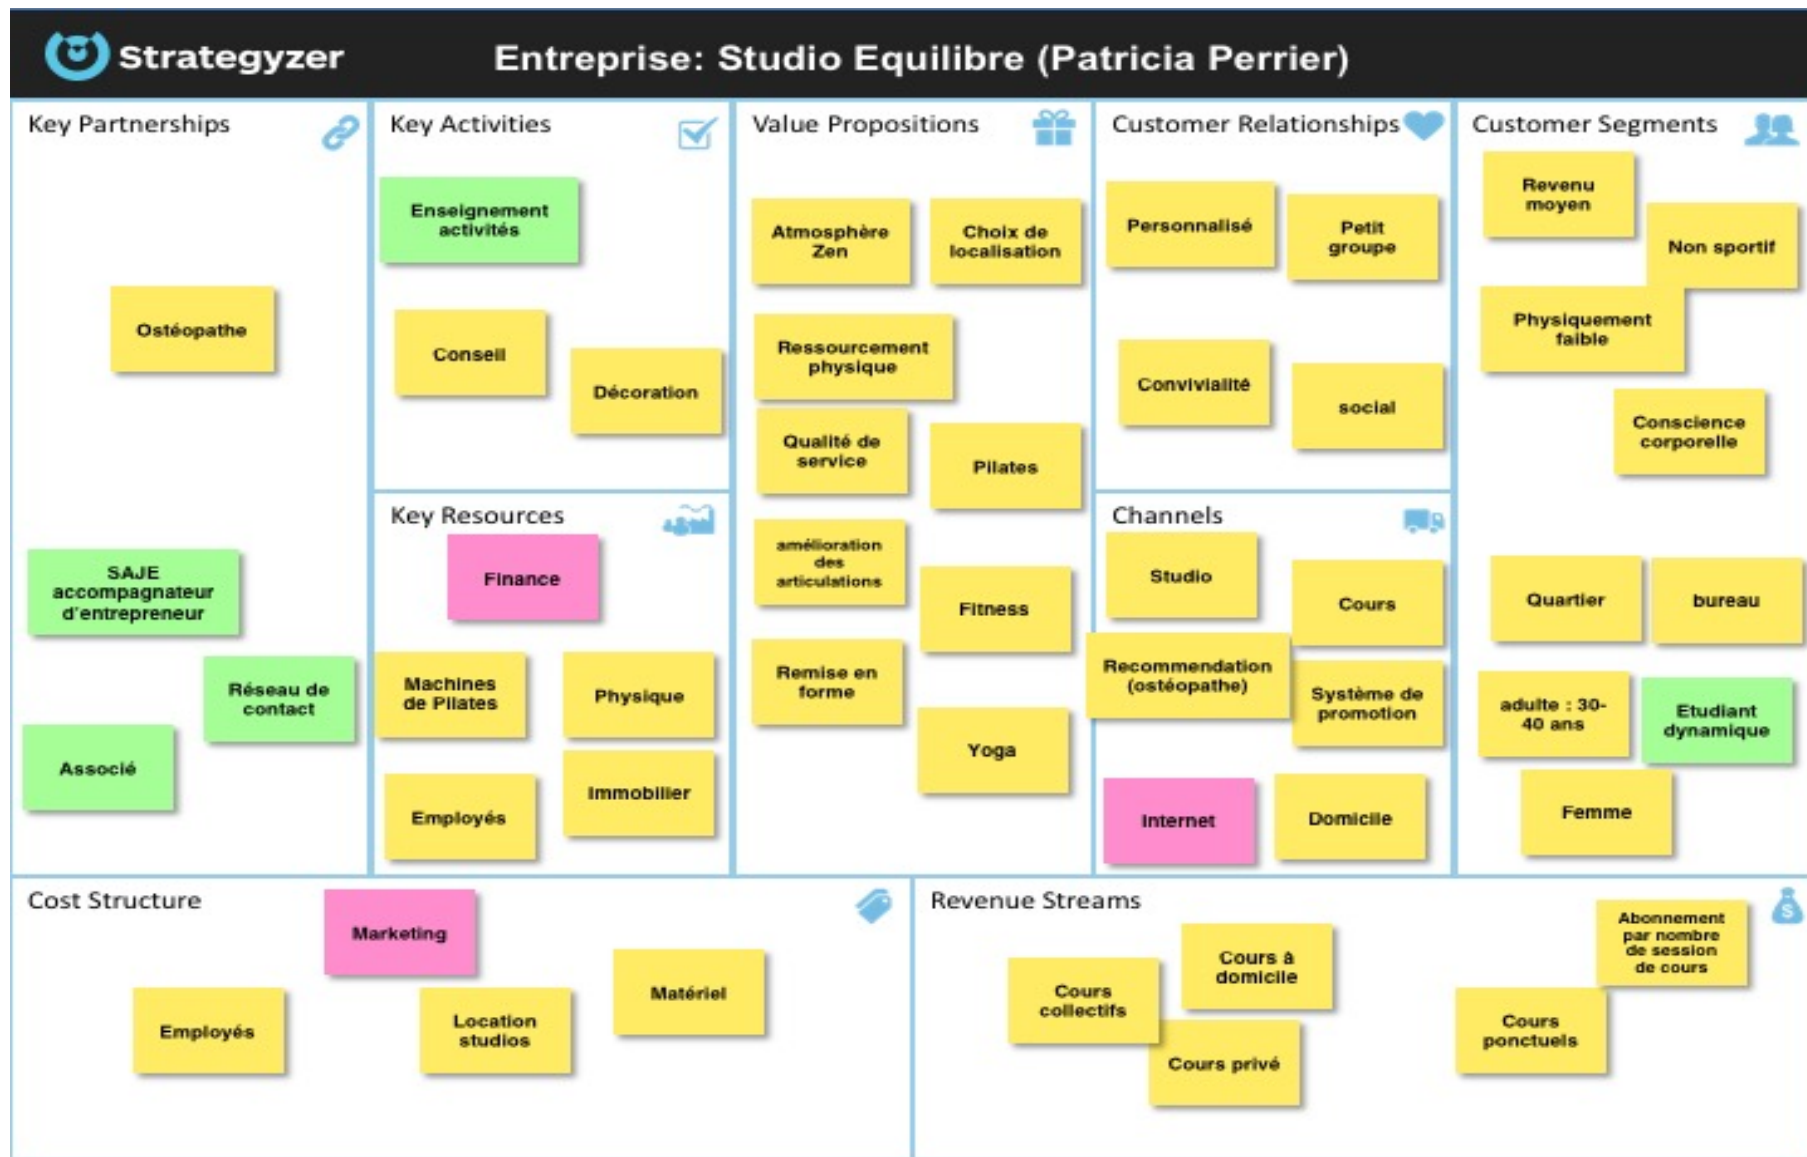 Strategyzer
Entreprise: Studio Equilibre (Patricia Perrier)
Key Partnerships
Ostéopathe
SAJE
accompagnateur
d'entrepreneur
Réseau de
contact
Associé
Key Activities
Enseignement
activités
Conseil
Décoration
Key Resources
Finance
Machines
de Pilates
Physique
Immobilier
Employés
Value Propositions
Atmosphère
Zen
Choix de
localisation
Ressourcement
physique
Qualité de
service
Pilates
amélioration
des
articulations
Fitness
Remise en
forme
Yoga
Customer Relationships
Personnalisé
Petit
groupe
Convivialité
social
Channels
Studio
Cours
Recommendation
(ostéopathe)
Système de
promotion
Internet
Domicile
Customer Segments
Revenu
moyen
Non sportif
Physiquement
faible
Conscience
corporelle
Quartier
bureau
adulte : 30-
40 ans
Etudiant
dynamique
Femme
Cost Structure
Marketing
Employés
Location
studios
Matériel
Revenue Streams
Cours
collectifs
Cours à
domicile
Cours privé
Abonnement
par nombre
de session
de cours
Cours
ponctuels